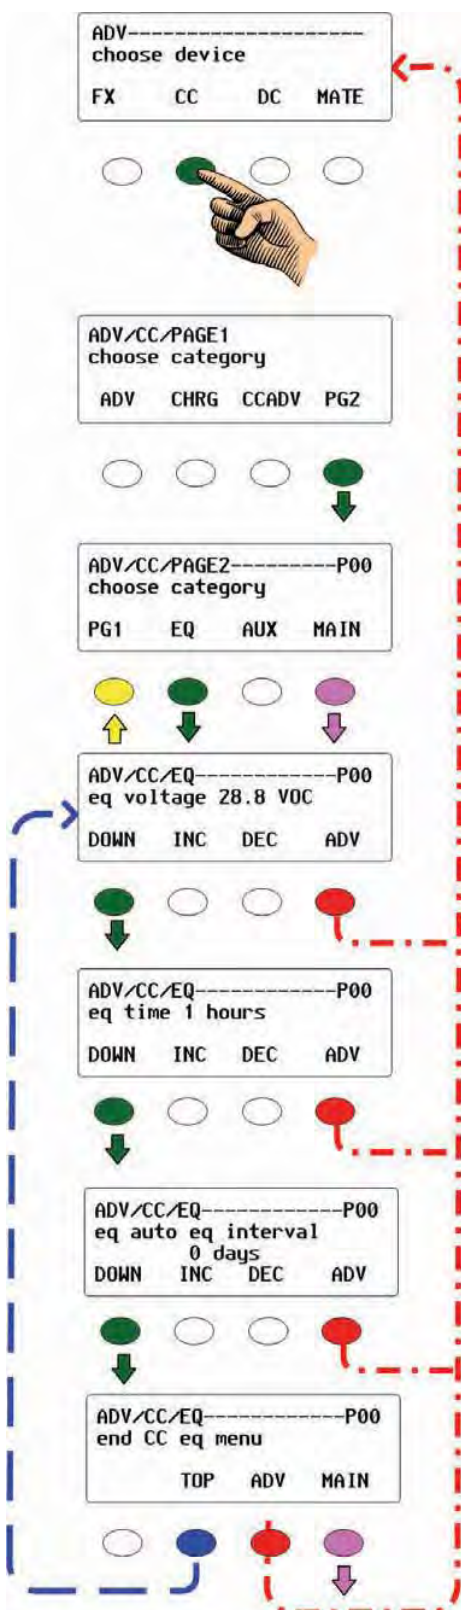 ADV----------------------
choose device
FX CC DC MATE
ADV/CC/PAGE1
choose category
ADV CHRG CCADV PG2
ADV/CC/PAGE2---------P00
choose category
PG1 EQ AUX MAIN
ADV/CC/EQ------------P00
eq voltage 28.8 VOC
DOWN INC DEC ADV
ADV/CC/EQ------------P00
eq time 1 hours
DOWN INC DEC ADV
ADV/CC/EQ------------P00
eq auto eq interval
0 days
DOWN INC DEC ADV
ADV/CC/EQ------------P00
end CC eq menu
TOP ADV MAIN